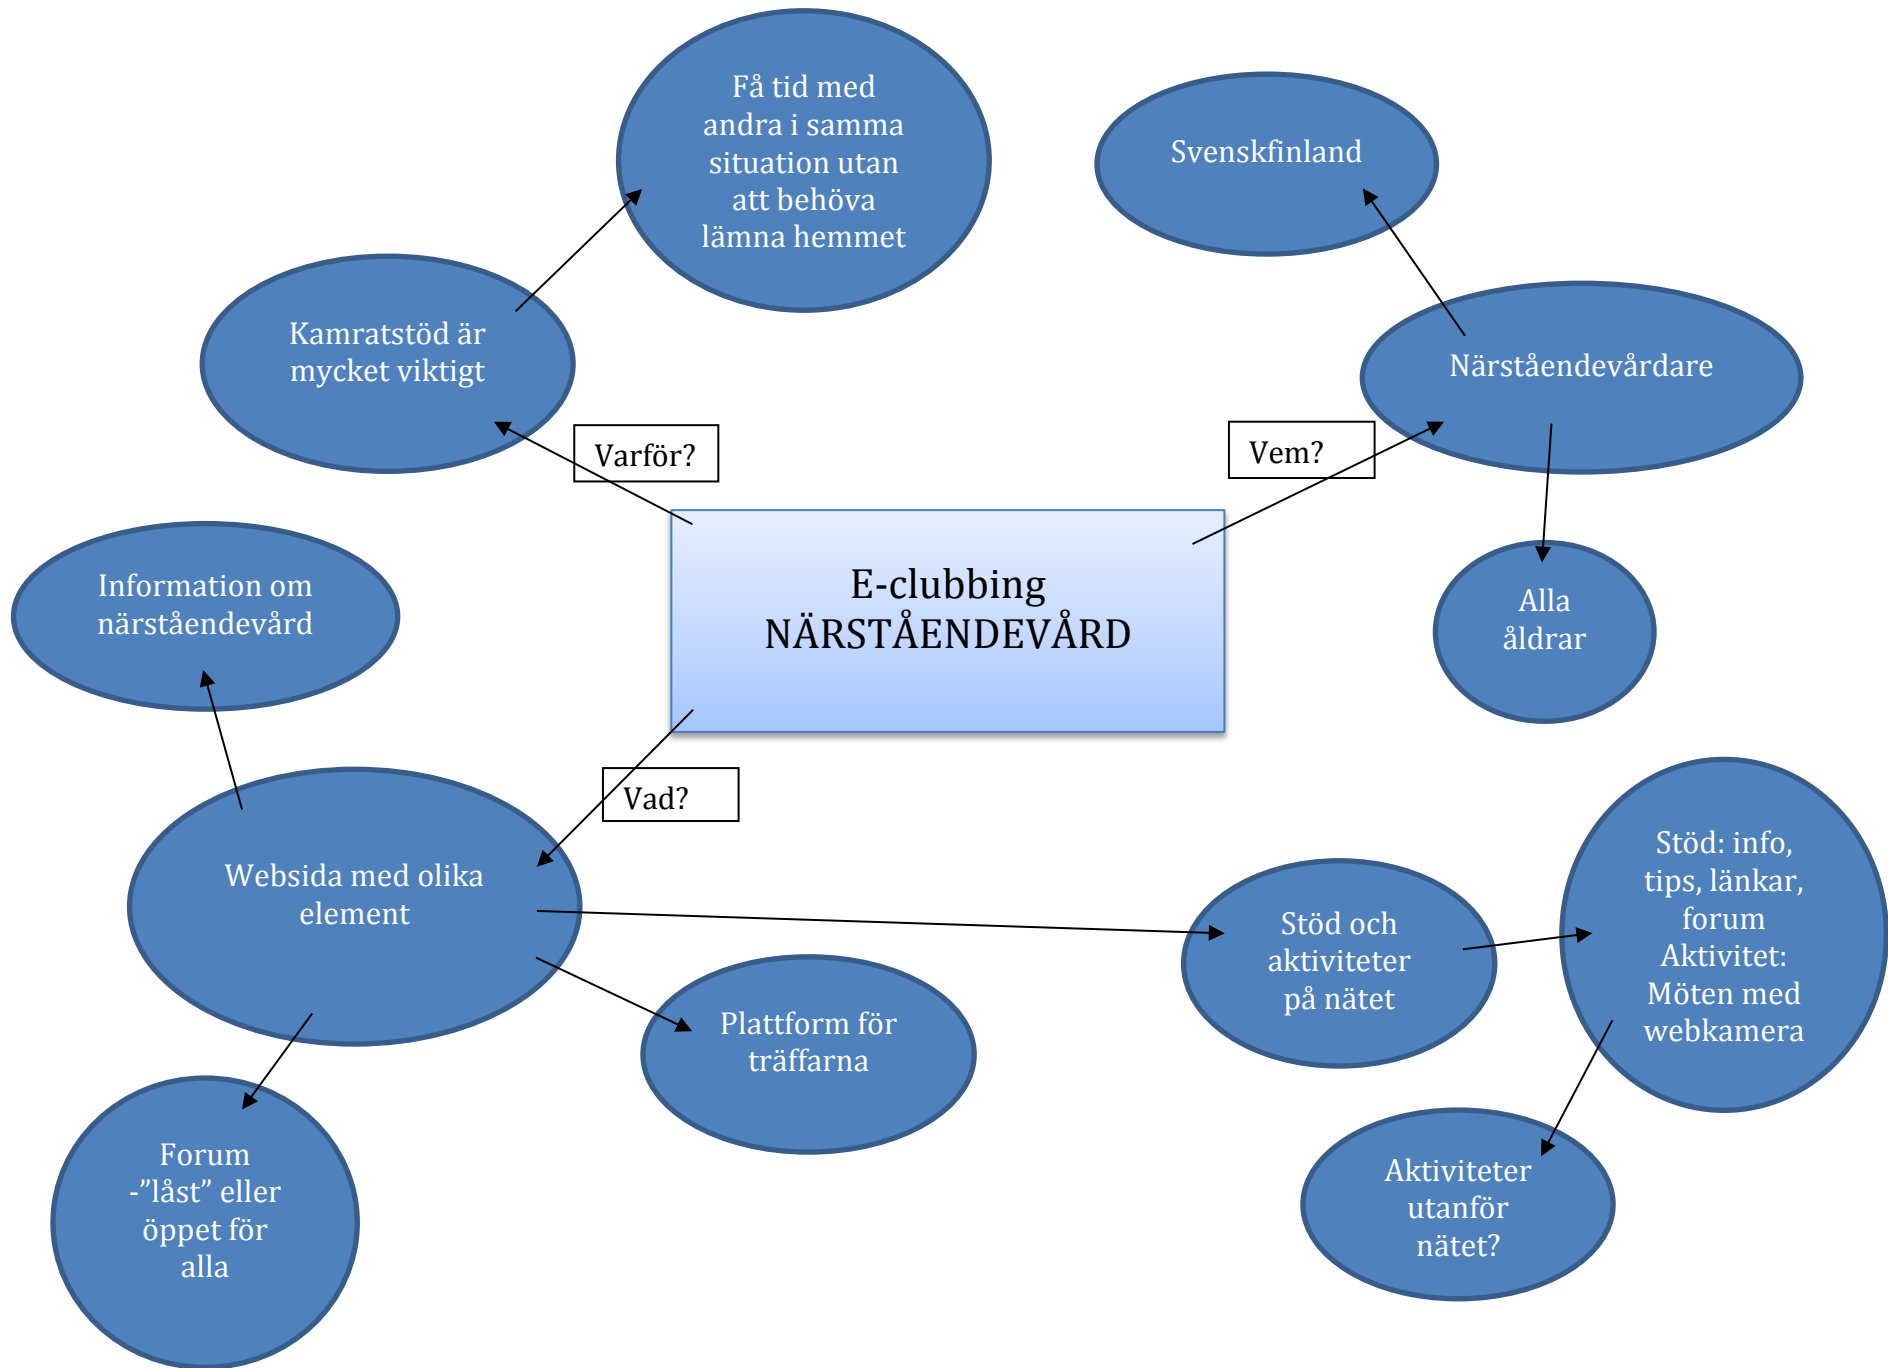 Få tid med
andra i samma
situation utan
att behöva
lämna hemmet
Svenskfinland
Kamratstöd är
mycket viktigt
Närståendevårdare
Varför?
Vem?
E-clubbing
NÄRSTÅENDEVÅRD
Information om
närståendevård
Alla
åldrar
Vad?
Websida med olika
element
Stöd och
aktiviteter
på nätet
Stöd: info,
tips, länkar,
forum
Aktivitet:
Möten med
webkamera
Plattform för
träffarna
Forum
-”låst” eller
öppet för
alla
Aktiviteter
utanför
nätet?